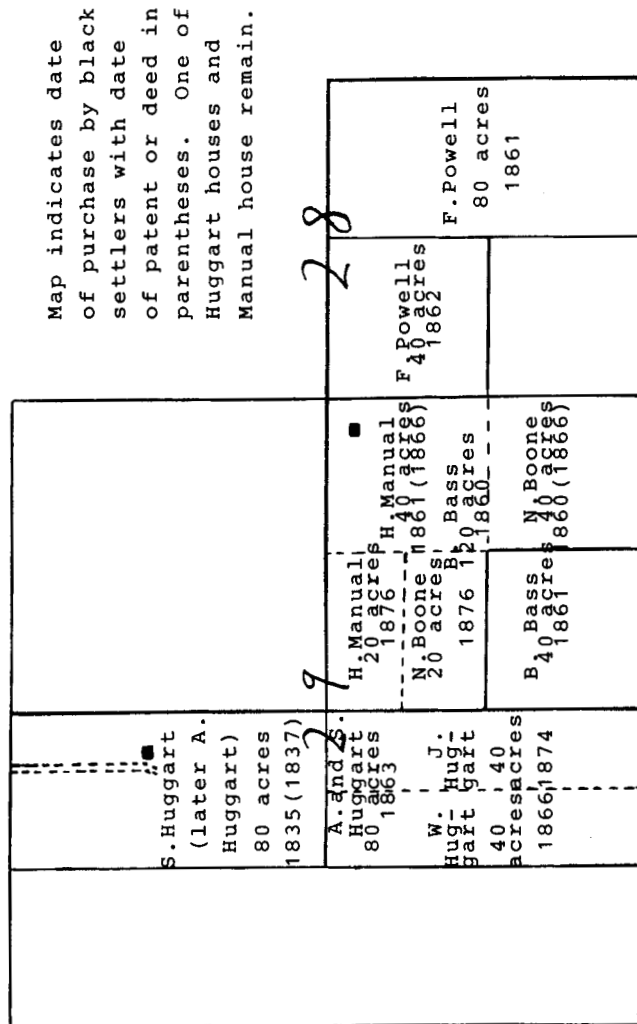 Map indicates date
of purchase by black
settlers with date
of patent or deed in
parentheses. One of
Huggart houses and
Manual house remain.
S.Huggart
(later A.
Huggart)
80 acres
1835(1837)
A.and S.
Huggart
80 acres
1863
W.
Hug-
gart
40
acres
1866
J.
Hug-
gart
40
acres
1874
29
H.Manual
20 acres
1876
N.Boone
20 acres
1876
B. Bass
40 acres
1861
H.Manual
40 acres
1861(1866)
B. Bass
120 acres
1860
N.Boone
40 acres
1860(1866)
28
F.Powell
40 acres
1862
F.Powell
80 acres
1861